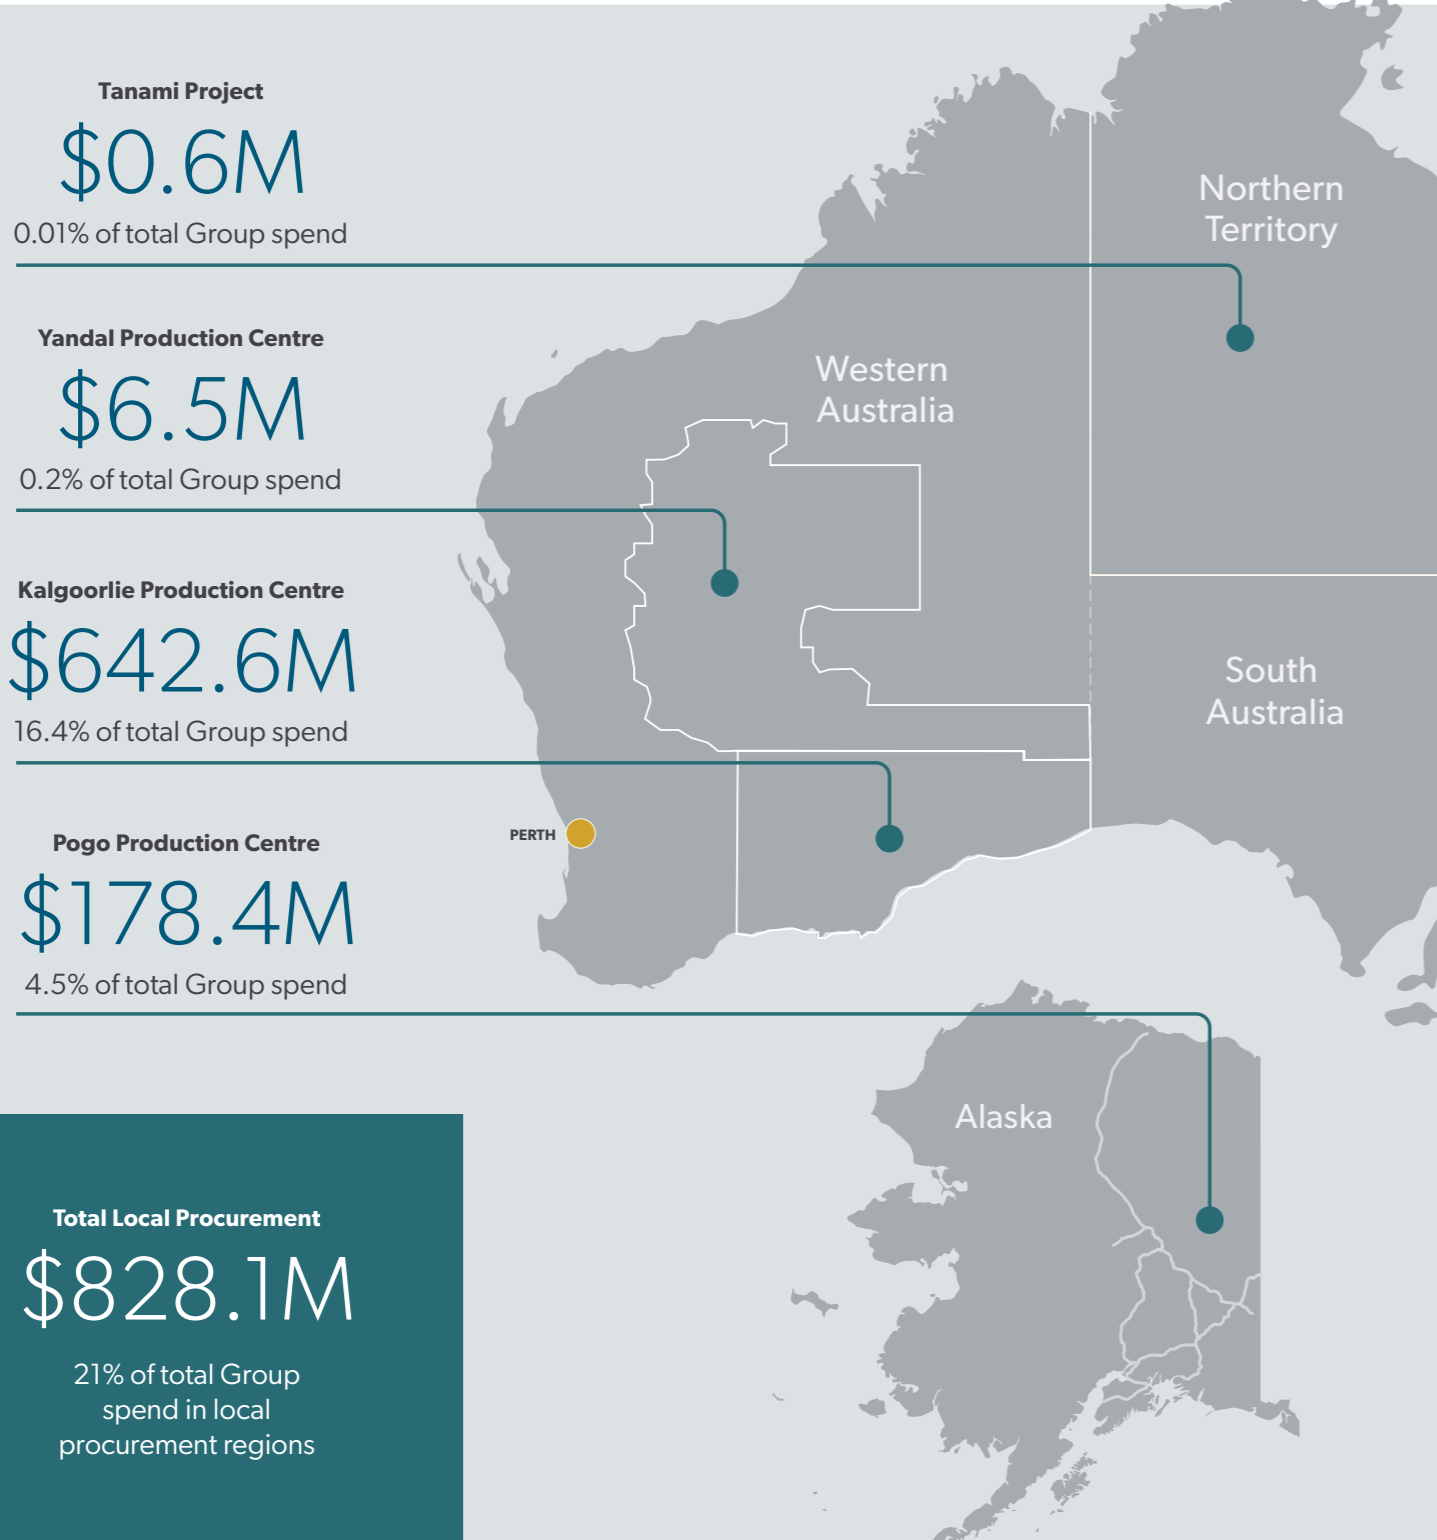 Tanami Project
$0.6M
0.01% of total Group spend
Yandal Production Centre
$6.5M
0.2% of total Group spend
Kalgoorlie Production Centre
$642.6M
16.4% of total Group spend
Pogo Production Centre
$178.4M
4.5% of total Group spend
Total Local Procurement
$828.1M
21% of total Group
spend in local
procurement regions
Northern
Territory
Western
Australia
South
Australia
PERTH
Alaska